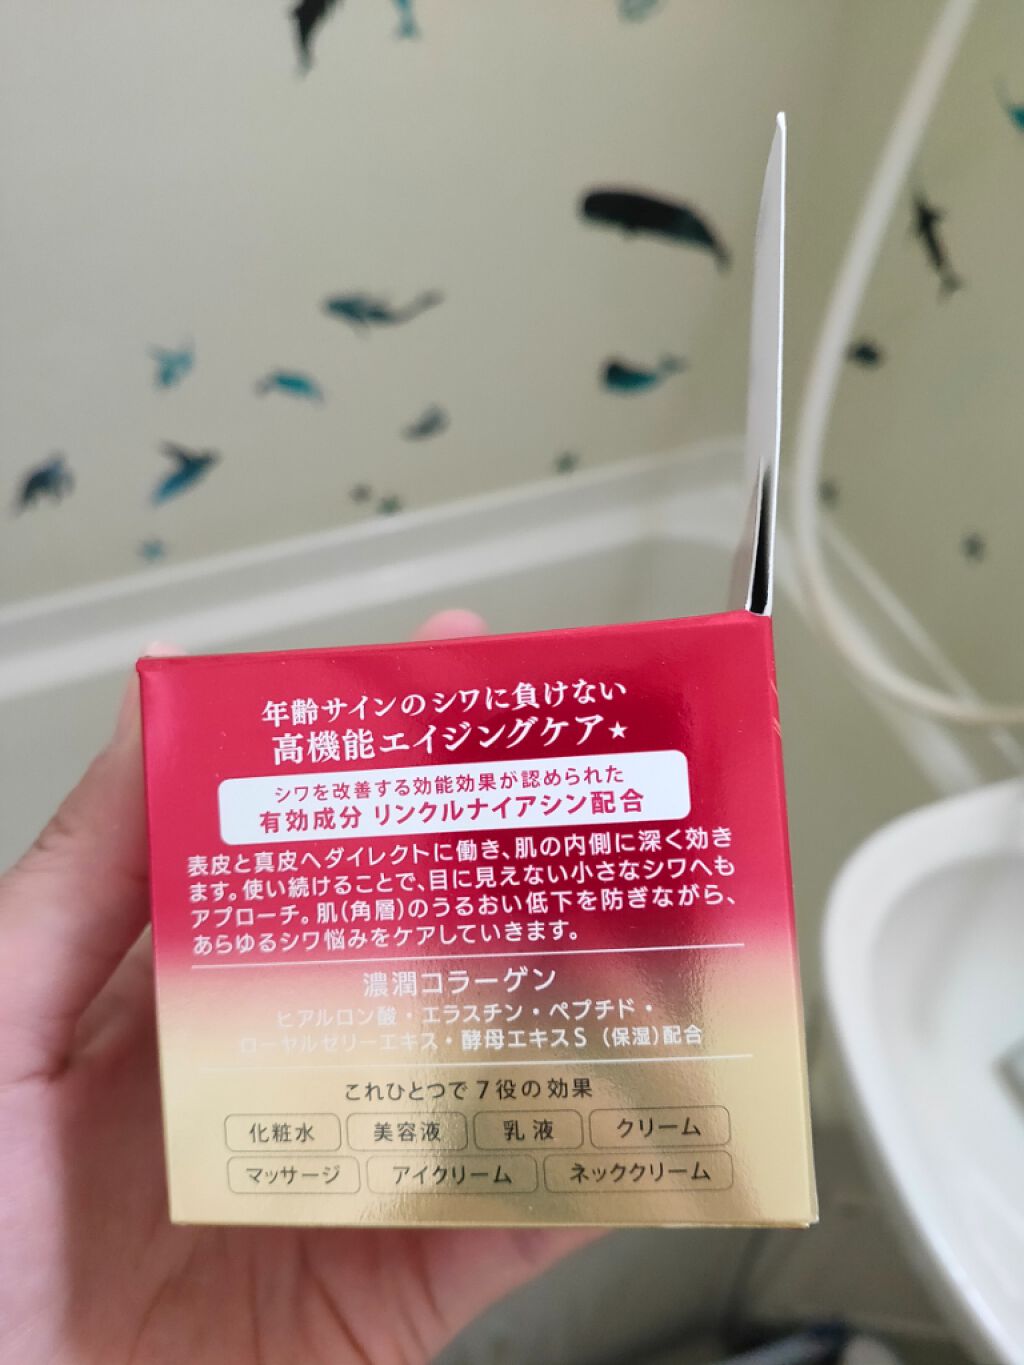 年齢サインのシワに負けない
高機能エイジングケア★
シワを改善する効能効果が認められた
有効成分 リンクルナイアシン配合
表皮と真皮へダイレクトに働き、肌の内側に深く効き
ます。使い続けることで、目に見えない小さなシワへも
アプローチ。肌(角層)のうるおい低下を防ぎながら、
あらゆるシワ悩みをケアしていきます。
濃潤コラーゲン
ヒアルロン酸・エラスチン・ペプチド・
ローヤルゼリーエキス・酵母エキスS (保湿)配合
これひとつで7役の効果
化粧水 美容液 乳液 クリーム
マッサージ アイクリーム ネッククリーム